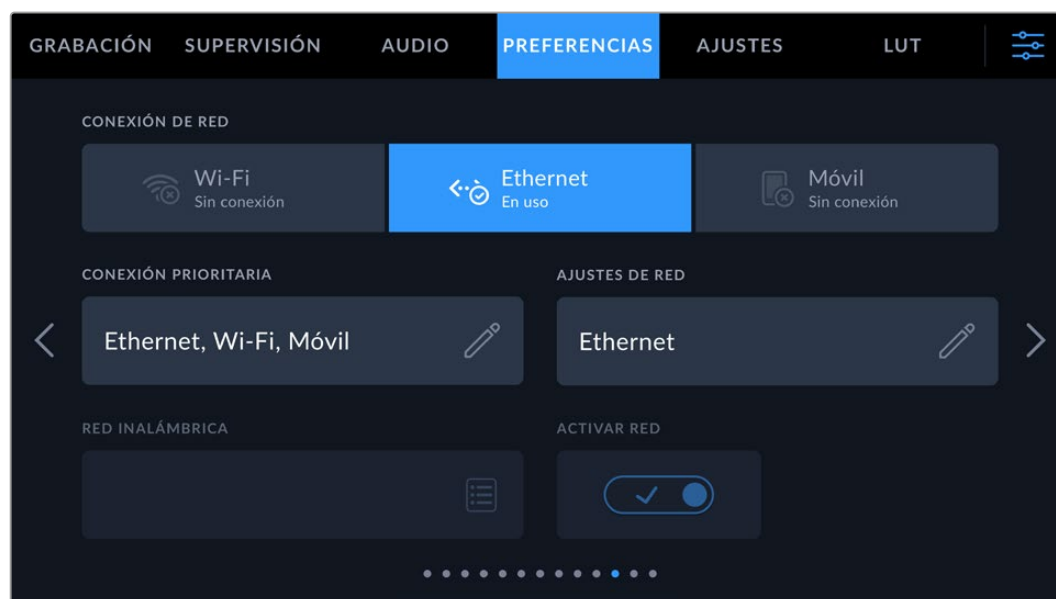 GRABACIÓN SUPERVISIÓN AUDIO PREFERENCIAS AJUSTES LUT
CONEXIÓN DE RED
Wi-Fi Ethernet Móvil
Sin conexión En uso Sin conexión
CONEXIÓN PRIORITARIA AJUSTES DE RED
Ethernet, Wi-Fi, Móvil Ethernet
RED INALÁMBRICA ACTIVAR RED